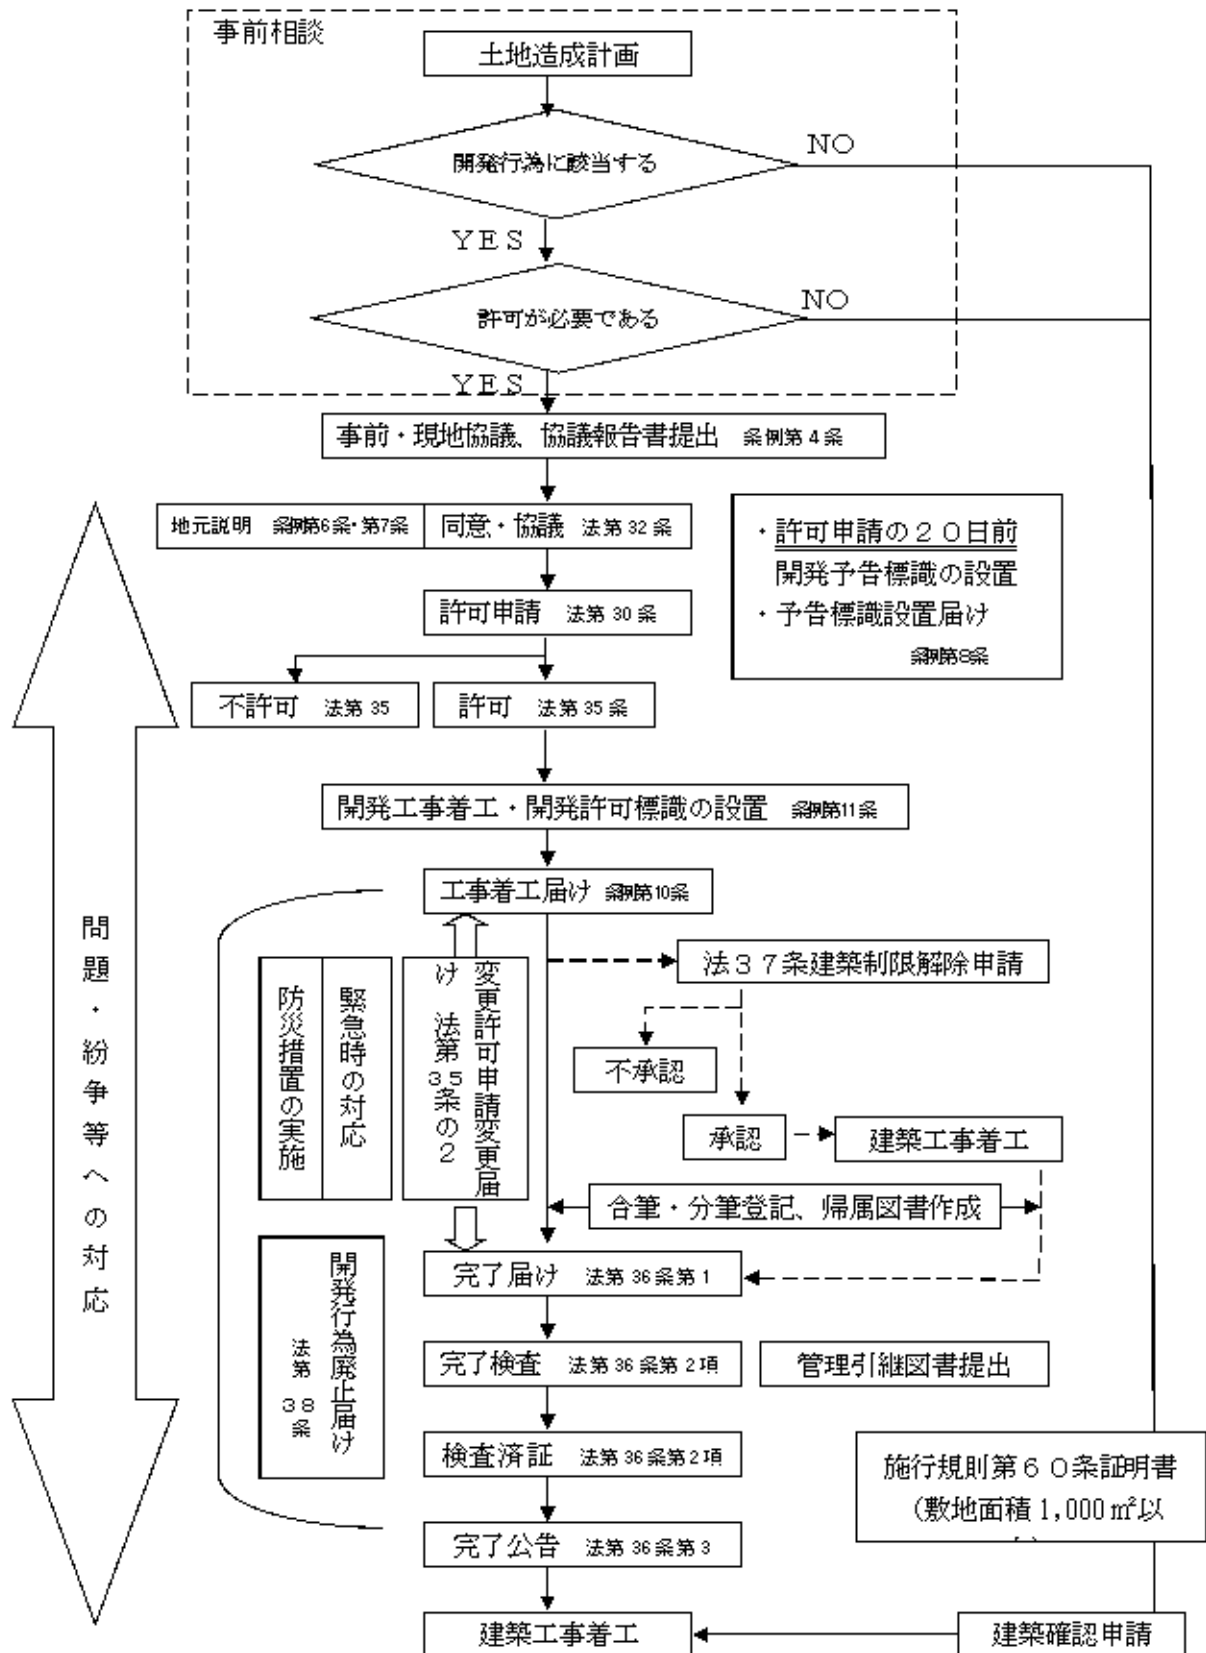 事前相談
土地造成計画
開発行為に該当する
NO
YES
許可が必要である
NO
YES
事前・現地協議、協議報告書提出 条例第4条
地元説明 条例第6条・第7条
同意・協議 法第32条
・許可申請の20日前
開発予告標識の設置
・予告標識設置届け
条例第8条
許可申請 法第30条
不許可 法第35
許可 法第35条
開発工事着工・開発許可標識の設置 条例第11条
工事着工届け 条例第10条
問題・紛争等への対応
防災措置の実施
緊急時の対応
変更許可申請変更届
け 法第35条の2
法37条建築制限解除申請
不承認
承認
建築工事着工
合筆・分筆登記、帰属図書作成
開発行為廃止届け
法第38条
完了届け 法第36条第1
完了検査 法第36条第2項
管理引継図書提出
検査済証 法第36条第2項
施行規則第60条証明書
(敷地面積1,000㎡以
完了公告 法第36条第3
建築工事着工
建築確認申請